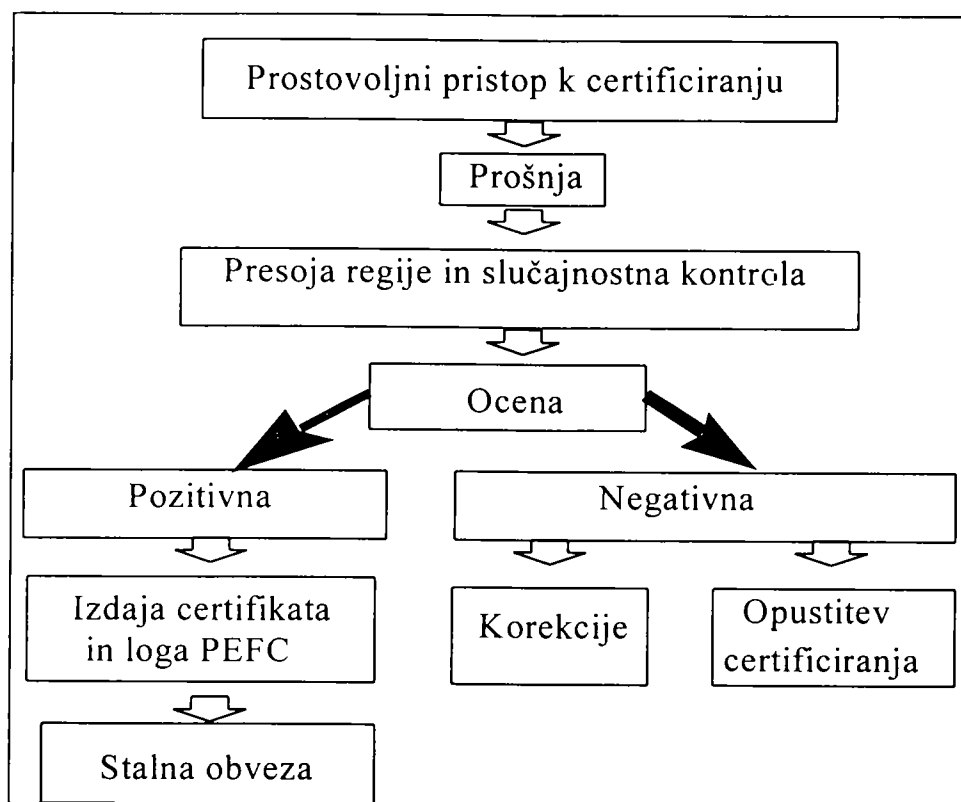 Prostovoljni pristop k certificiranju
Prošnja
Presoja regije in slučajnostna kontrola
Ocena
Pozitivna
Negativna
Izdaja certifikata
in loga PEFC
Korekcije
Opustitev
certificiranja
Stalna obveza